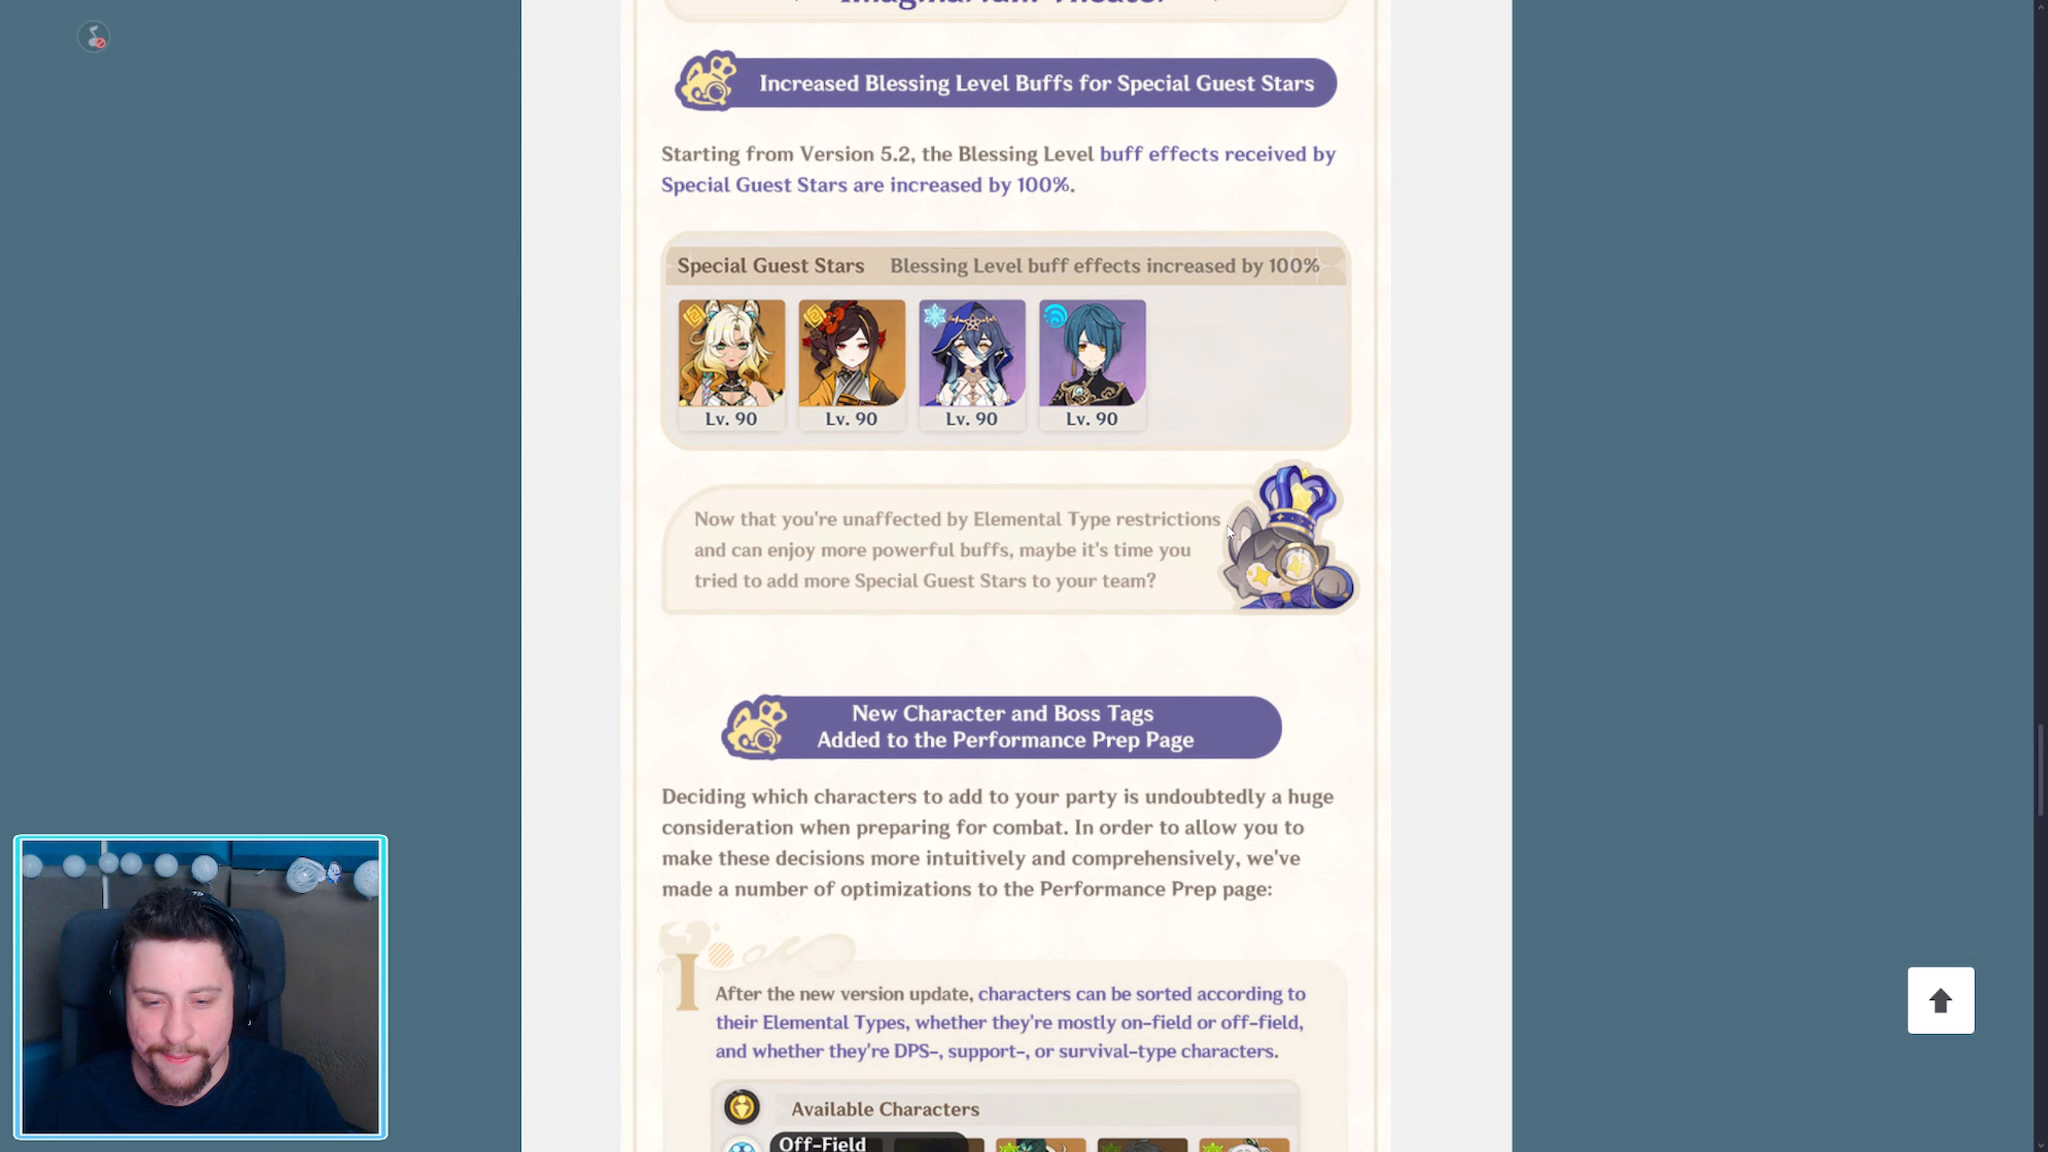 Imaginarium Theater
Increased Blessing Level Buffs for Special Guest Stars
Starting from Version 5.2, the Blessing Level buff effects received by
Special Guest Stars are increased by 100%.
Special Guest Stars Blessing Level buff effects increased by 100%
Lv. 90 Lv. 90 Lv. 90 Lv. 90
Now that you're unaffected by Elemental Type restrictions
and can enjoy more powerful buffs, maybe it's time you
tried to add more Special Guest Stars to your team?
New Character and Boss Tags
Added to the Performance Prep Page
Deciding which characters to add to your party is undoubtedly a huge
consideration when preparing for combat. In order to allow you to
make these decisions more intuitively and comprehensively, we've
made a number of optimizations to the Performance Prep page:
I
After the new version update, characters can be sorted according to
their Elemental Types, whether they're mostly on-field or off-field,
and whether they're DPS-, support-, or survival-type characters.
Available Characters
Off-Field